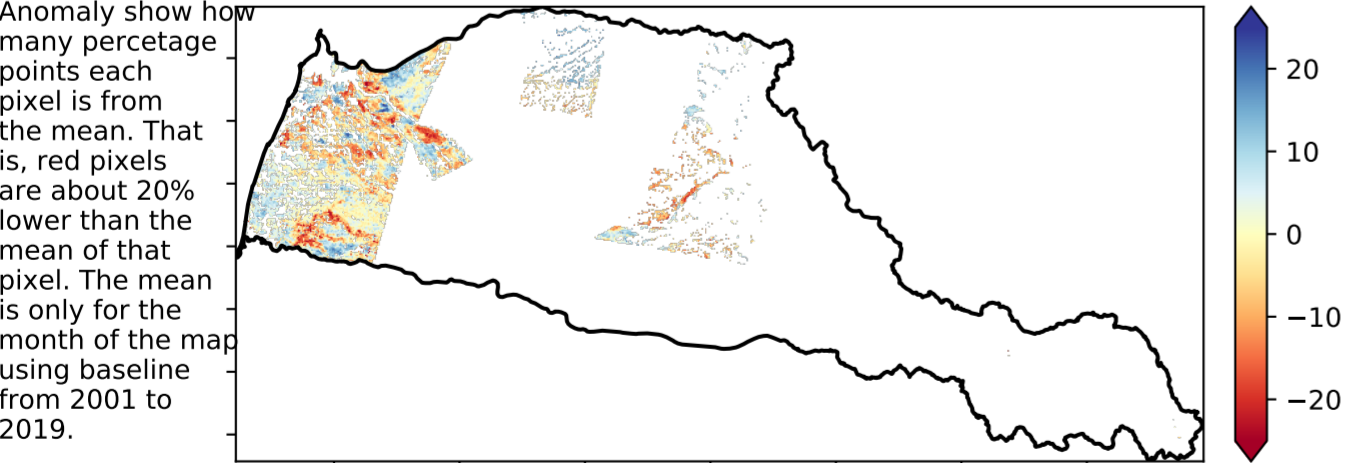 Anomaly show how
many percetage
points each
pixel is from
the mean. That
is, red pixels
are about 20%
lower than the
mean of that
pixel. The mean
is only for the
month of the map
using baseline
from 2001 to
2019.
20
10
0
−10
−20